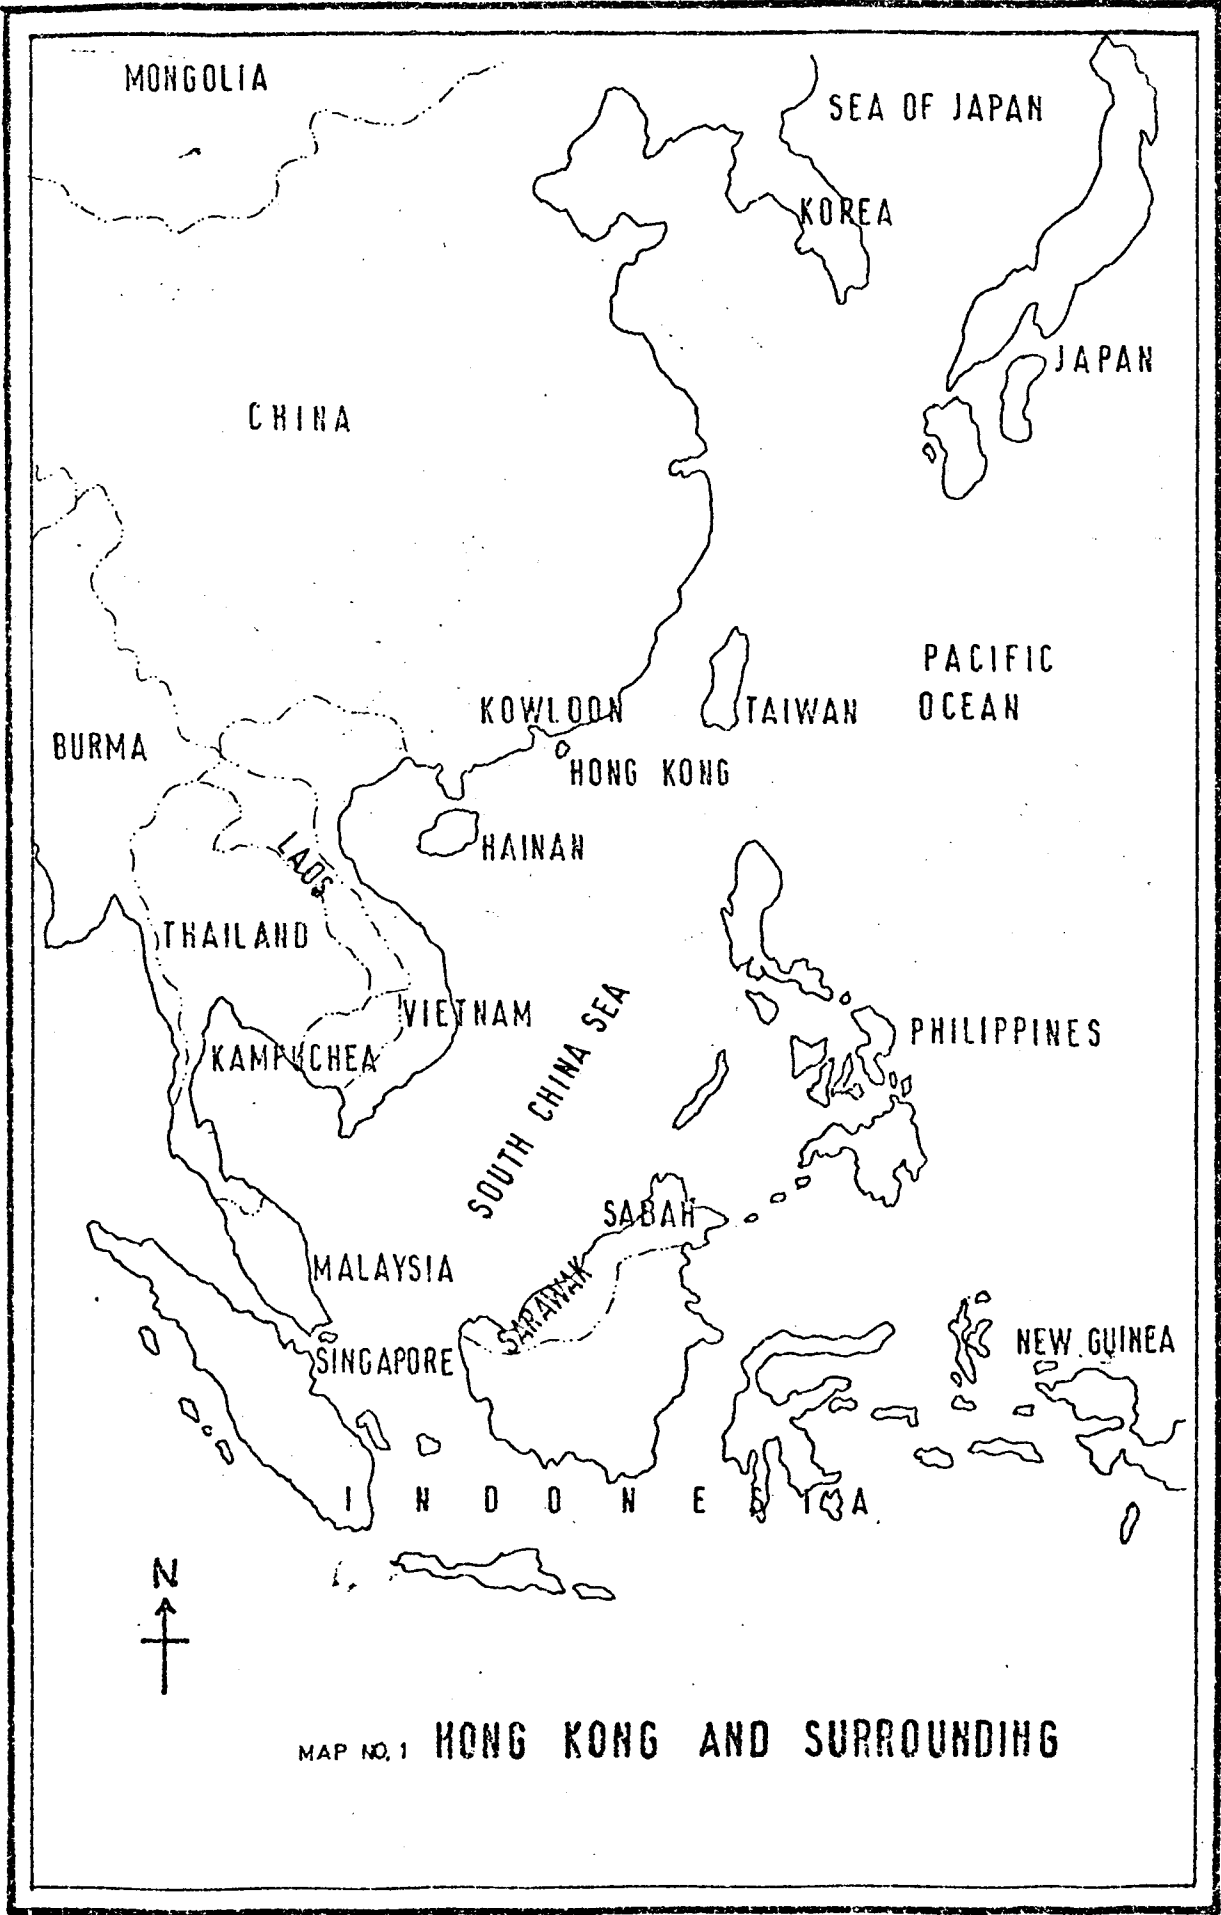 MONGOLIA
SEA OF JAPAN
KOREA
JAPAN
CHINA
PACIFIC
OCEAN
KOWLOON
TAIWAN
BURMA
HONG KONG
HAINAN
LAOS
THAILAND
VIETNAM
SOUTH CHINA SEA
PHILIPPINES
KAMPUCHEA
SABAH
MALAYSIA
SARAWAK
SINGAPORE
NEW GUINEA
INDONESIA
N
MAP NO, 1 HONG KONG AND SURROUNDING